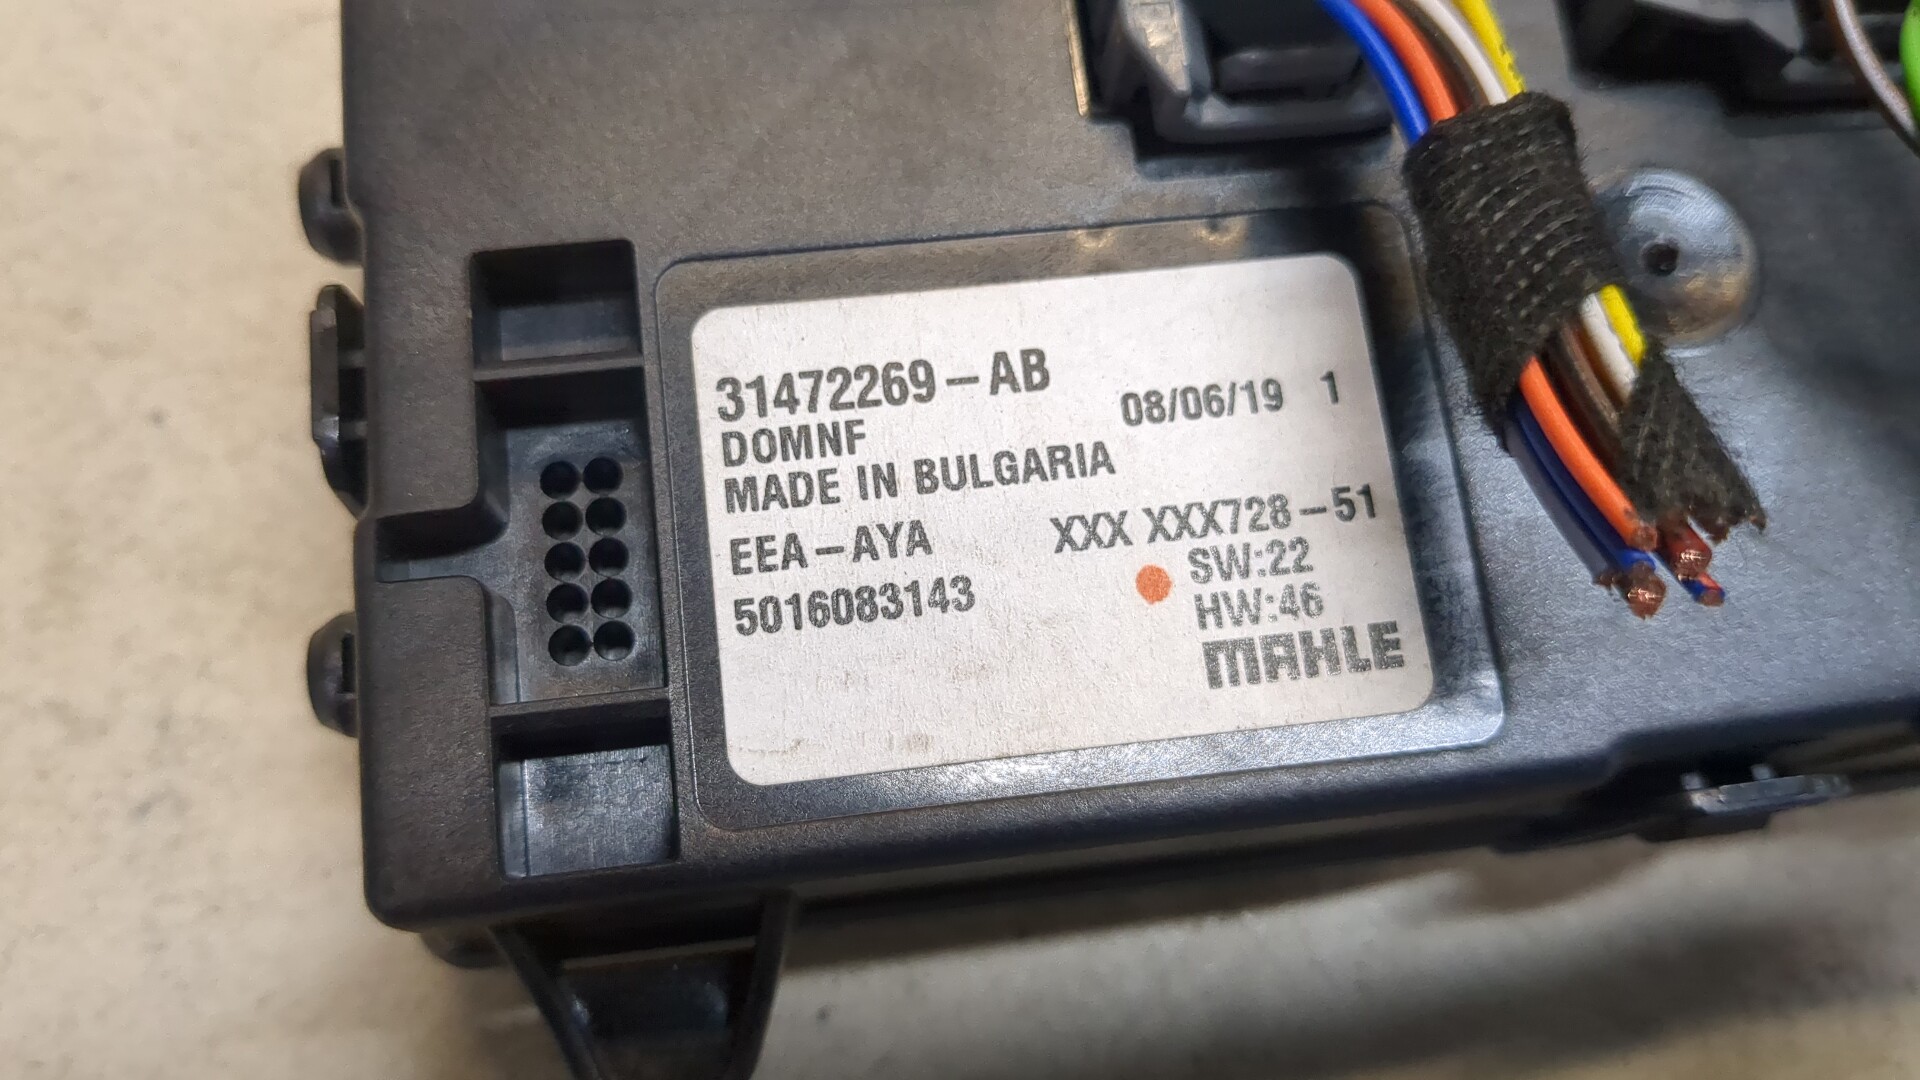 31472269-AB
08/06/19 1
DOMNF
MADE IN BULGARIA
EEA-AYA
XXX XXX728-51
SW:22
5016083143
HW:46
MAHLE